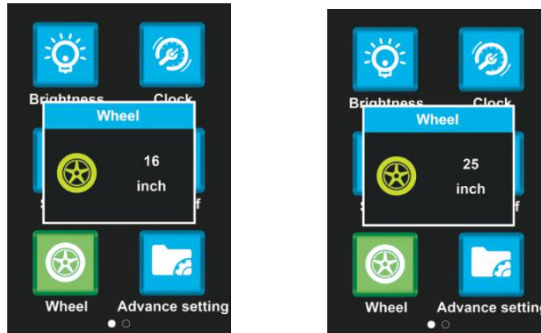 Brightness Clock
Wheel
16
inch
Wheel Advance setting
Brightness Clock
Wheel
25
inch
Wheel Advance setting